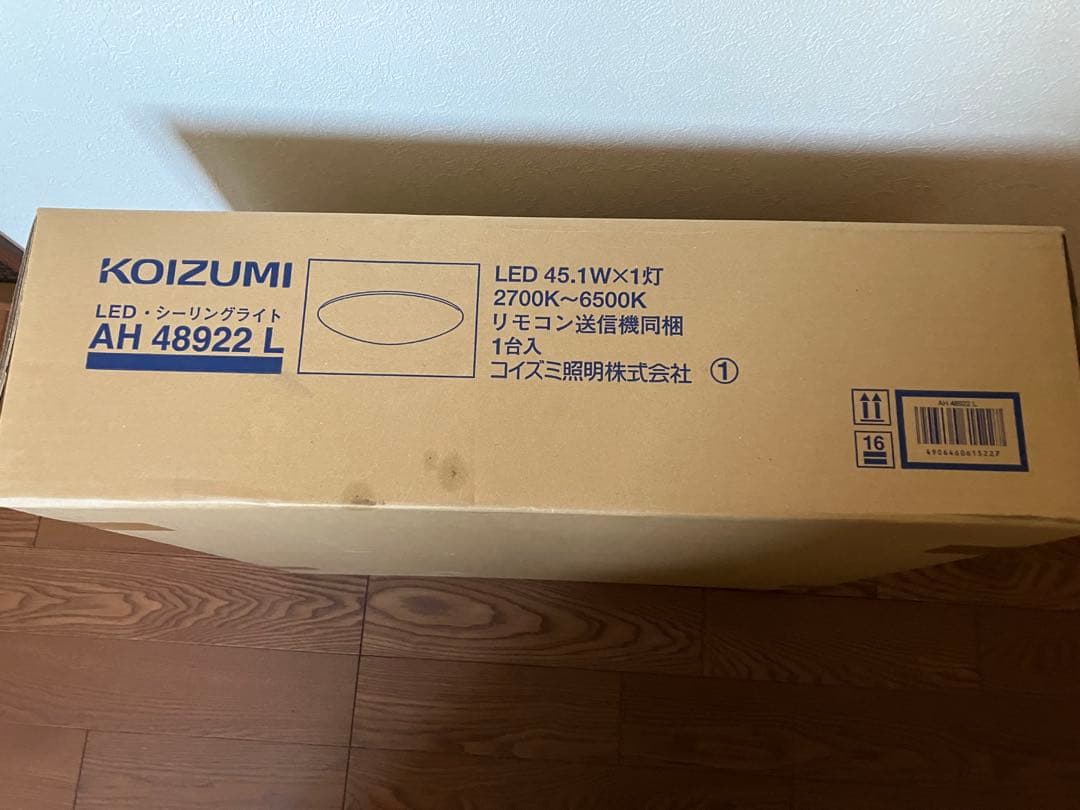 KOIZUMI
LED・シーリングライト
AH 48922 L
LED 45.1W×1灯
2700K～6500K
リモコン送信機同梱
1台入
コイズミ照明株式会社 ①
16
AH 48922 L
4906460615227